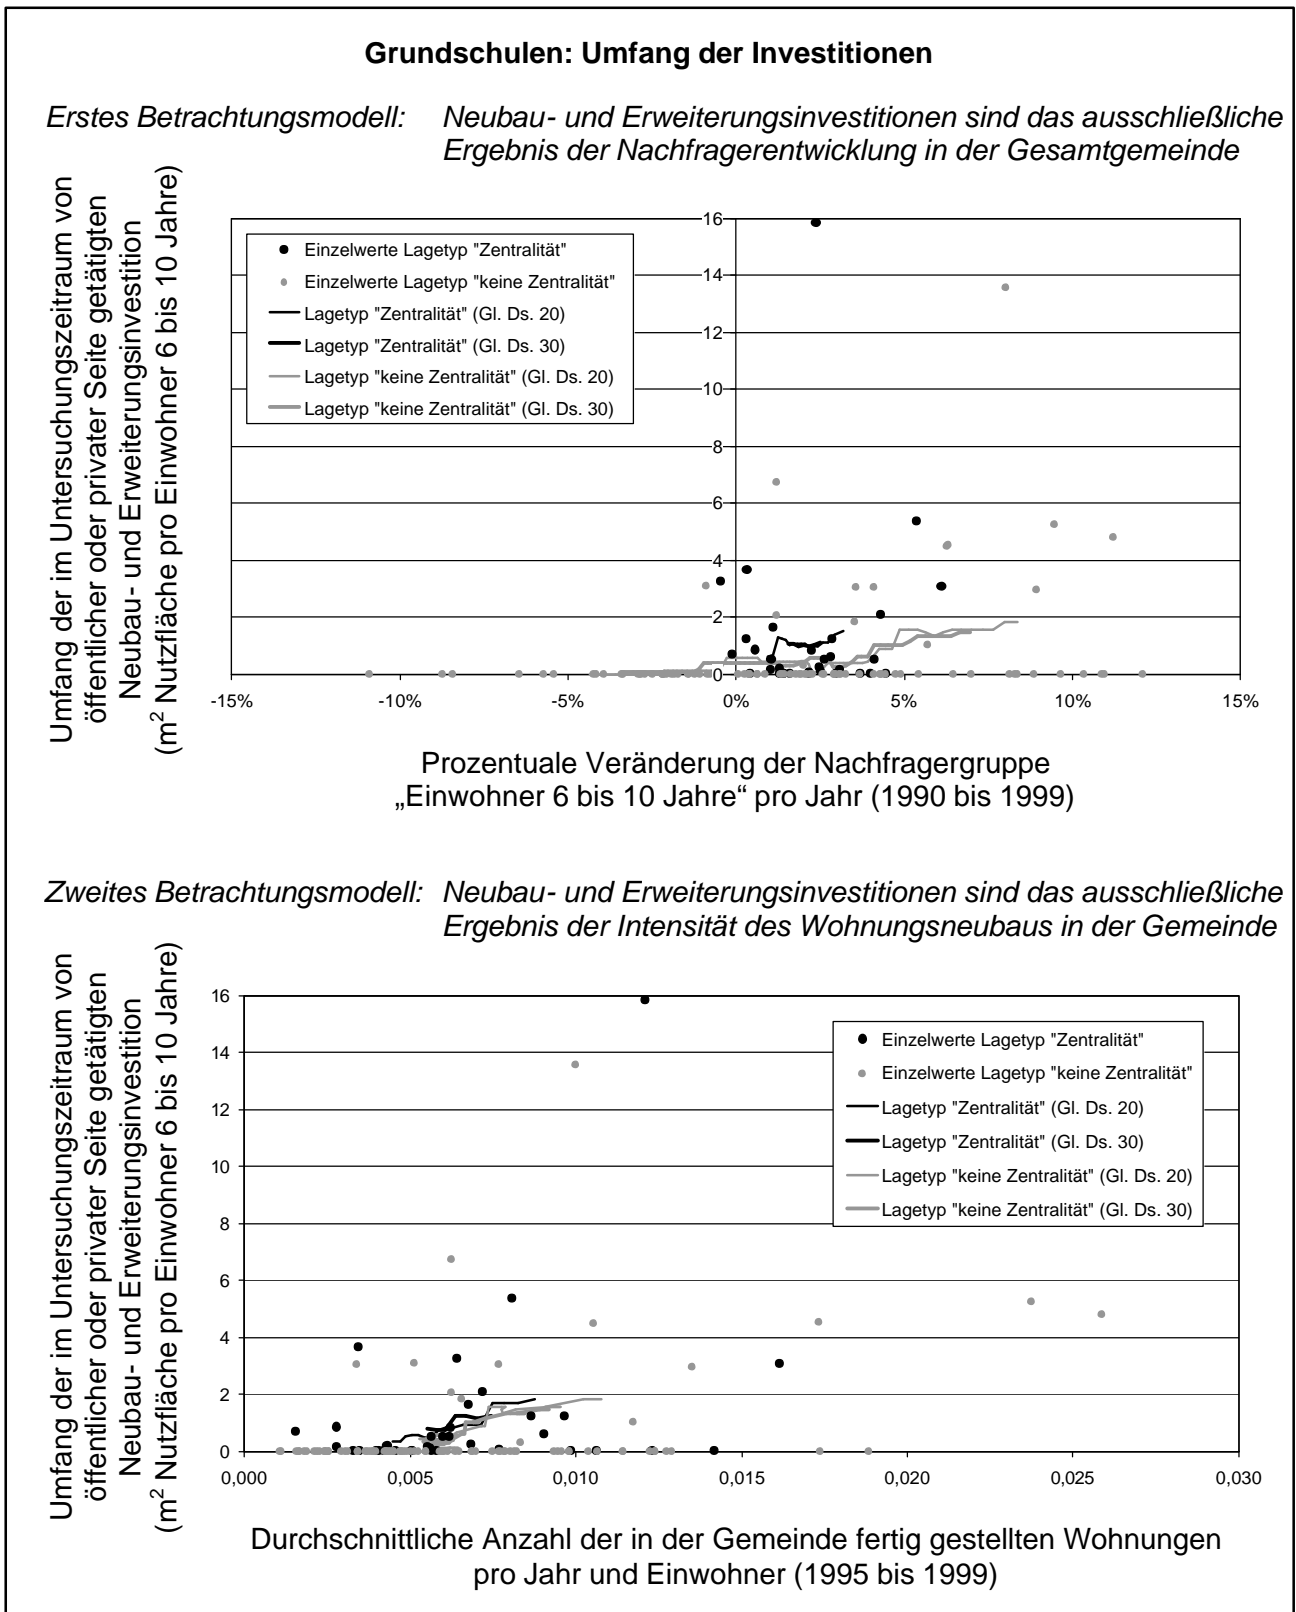 Grundschulen: Umfang der Investitionen
Erstes Betrachtungsmodell: Neubau- und Erweiterungsinvestitionen sind das ausschließliche
Ergebnis der Nachfragerentwicklung in der Gesamtgemeinde
Umfang der im Untersuchungszeitraum von
öffentlicher oder privater Seite getätigten
Neubau- und Erweiterungsinvestition
(m² Nutzfläche pro Einwohner 6 bis 10 Jahre)
16
14
12
10
8
6
4
2
0
Einzelwerte Lagetyp "Zentralität"
Einzelwerte Lagetyp "keine Zentralität"
Lagetyp "Zentralität" (Gl. Ds. 20)
Lagetyp "Zentralität" (Gl. Ds. 30)
Lagetyp "keine Zentralität" (Gl. Ds. 20)
Lagetyp "keine Zentralität" (Gl. Ds. 30)
-15% -10% -5% 0% 5% 10% 15%
Prozentuale Veränderung der Nachfragergruppe
„Einwohner 6 bis 10 Jahre“ pro Jahr (1990 bis 1999)
Zweites Betrachtungsmodell: Neubau- und Erweiterungsinvestitionen sind das ausschließliche
Ergebnis der Intensität des Wohnungsneubaus in der Gemeinde
Umfang der im Untersuchungszeitraum von
öffentlicher oder privater Seite getätigten
Neubau- und Erweiterungsinvestition
(m² Nutzfläche pro Einwohner 6 bis 10 Jahre)
16
14
12
10
8
6
4
2
0
Einzelwerte Lagetyp "Zentralität"
Einzelwerte Lagetyp "keine Zentralität"
Lagetyp "Zentralität" (Gl. Ds. 20)
Lagetyp "Zentralität" (Gl. Ds. 30)
Lagetyp "keine Zentralität" (Gl. Ds. 20)
Lagetyp "keine Zentralität" (Gl. Ds. 30)
0,000 0,005 0,010 0,015 0,020 0,025 0,030
Durchschnittliche Anzahl der in der Gemeinde fertig gestellten Wohnungen
pro Jahr und Einwohner (1995 bis 1999)